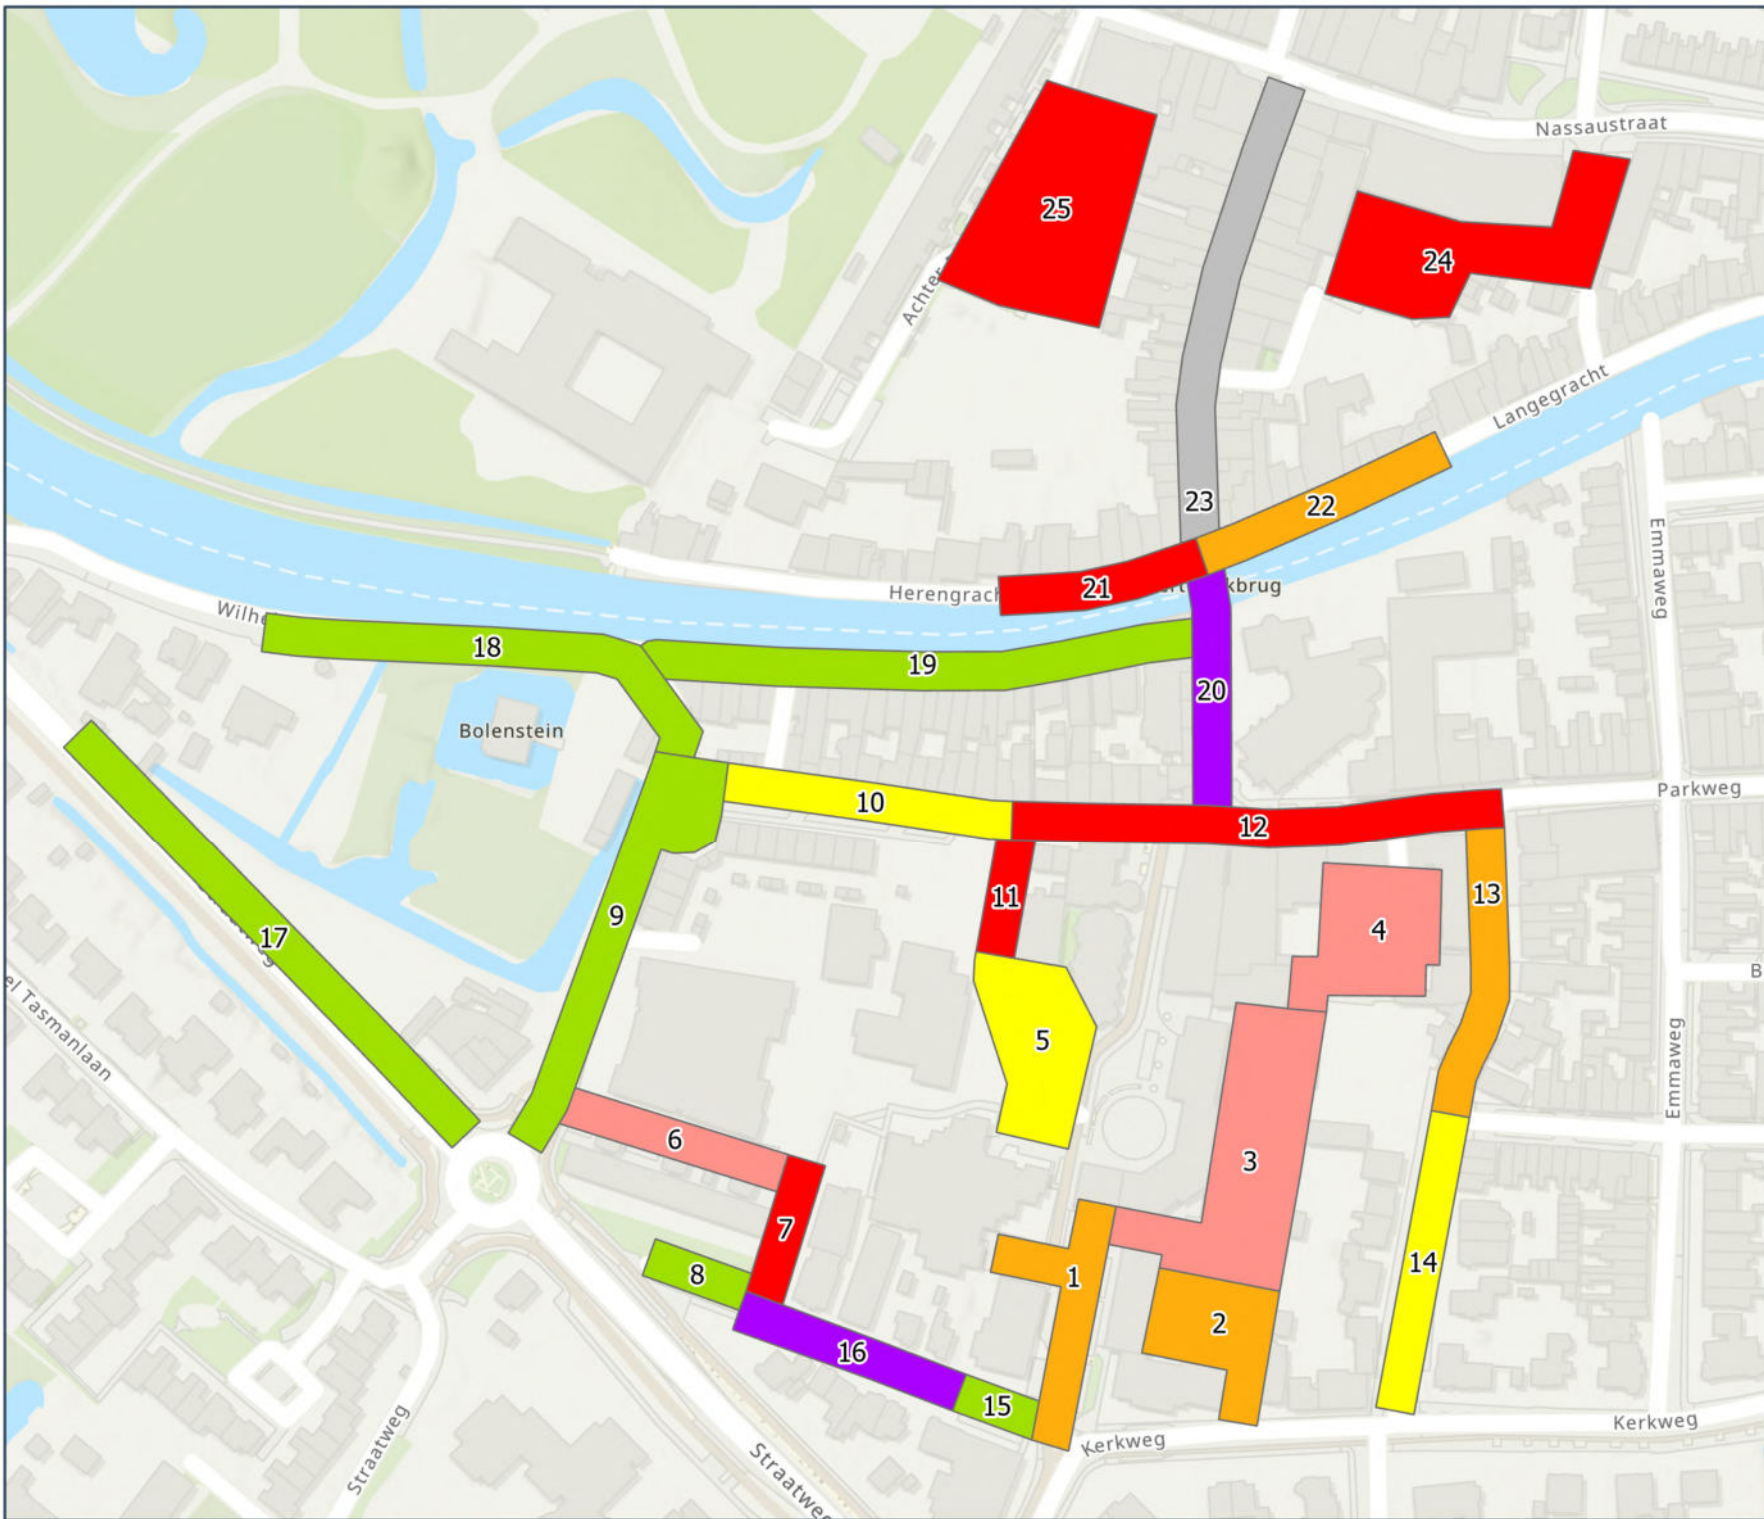 Nassaustraat
25
24
Achter
Langegracht
23
22
Emmaweg
21
Herengrach
kbrug
Wilhe
18
19
20
Bolenstein
10
Parkweg
12
13
11
9
4
17
5
el Tasmanlaan
B
Emmaweg
6
3
7
8
1
14
2
16
15
Straatweg
Kerkweg
Kerkweg
Straatweg